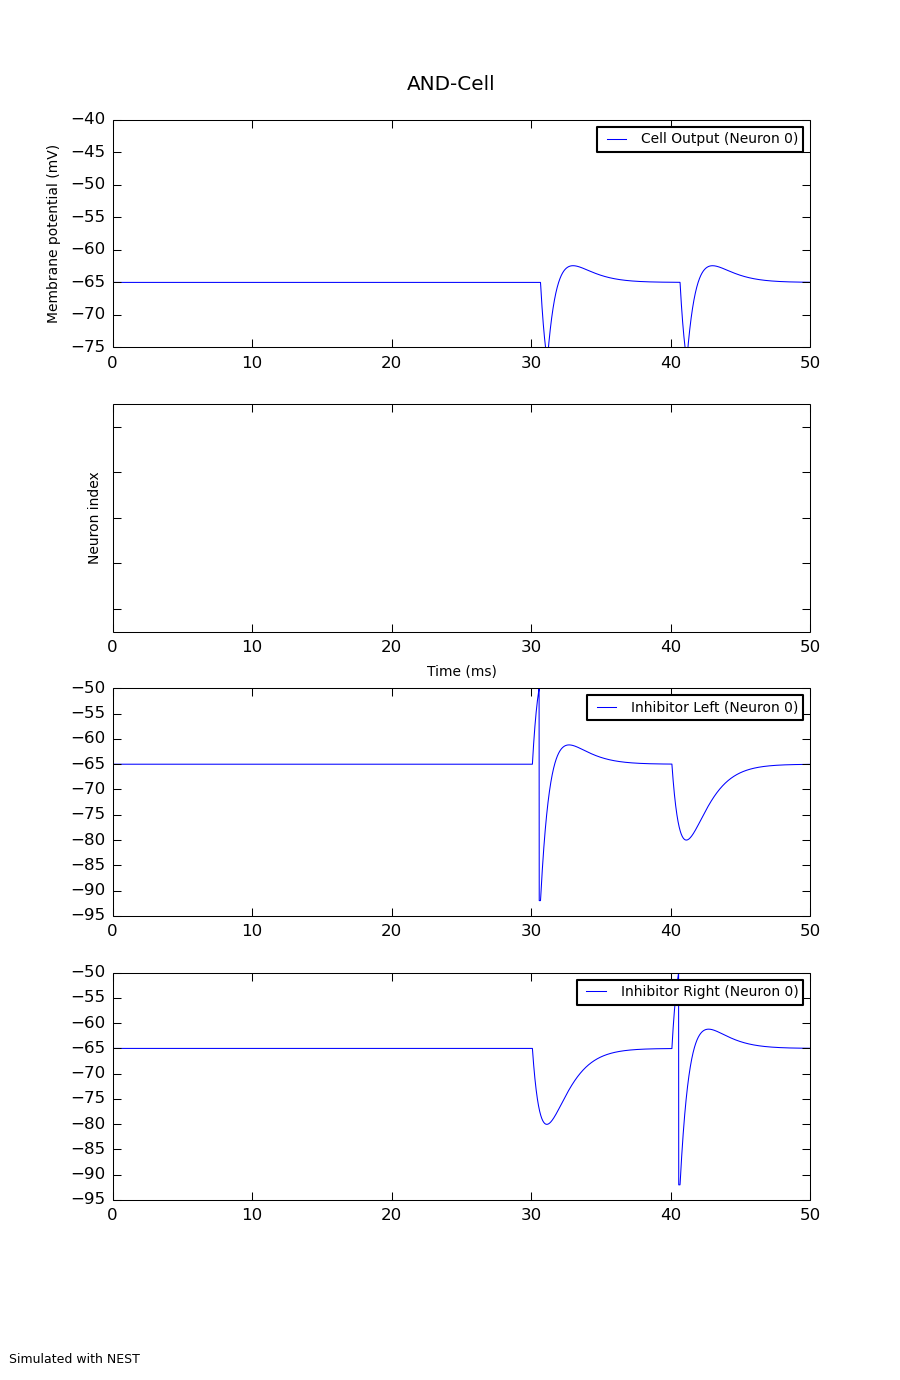 AND-Cell
−40
−45
−50
−55
−60
−65
−70
−75
Membrane potential (mV)
Cell Output (Neuron 0)
0 10 20 30 40 50
Neuron index
0 10 20 30 40 50
Time (ms)
−50
−55
−60
−65
−70
−75
−80
−85
−90
−95
Inhibitor Left (Neuron 0)
0 10 20 30 40 50
−50
−55
−60
−65
−70
−75
−80
−85
−90
−95
Inhibitor Right (Neuron 0)
0 10 20 30 40 50
Simulated with NEST